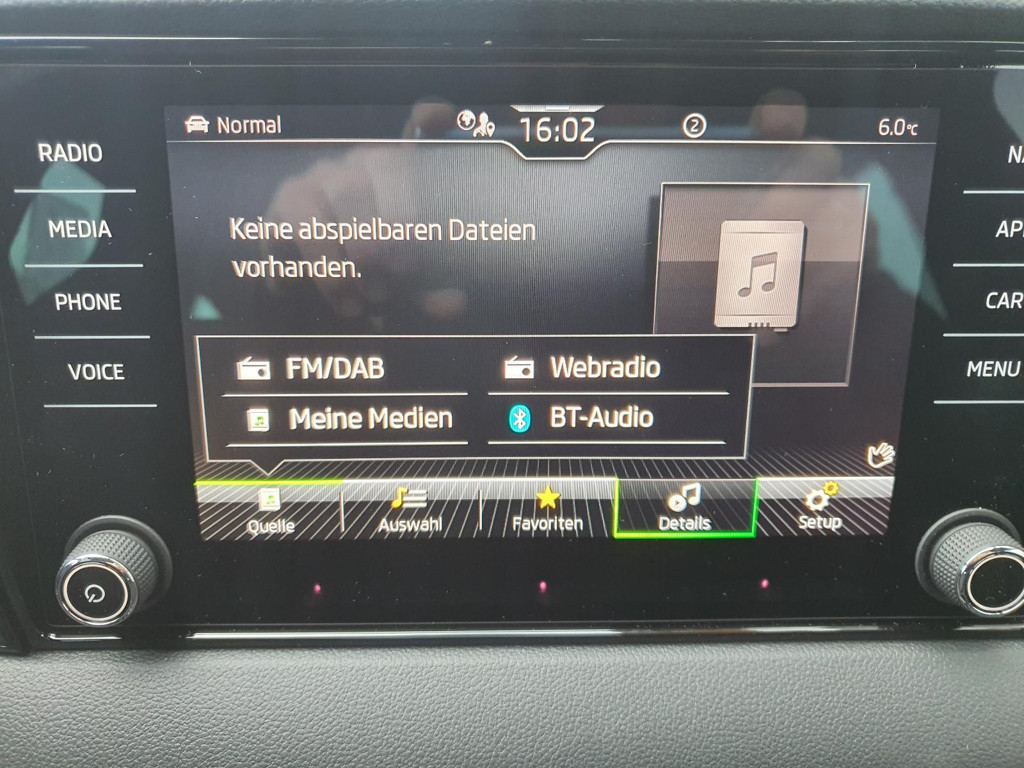 Normal
16:02
2
6.0°C
RADIO
MEDIA
PHONE
VOICE
Keine abspielbaren Dateien
vorhanden.
FM/DAB
Webradio
Meine Medien
BT-Audio
Quelle
Auswahl
Favoriten
Details
Setup
CAR
MENU